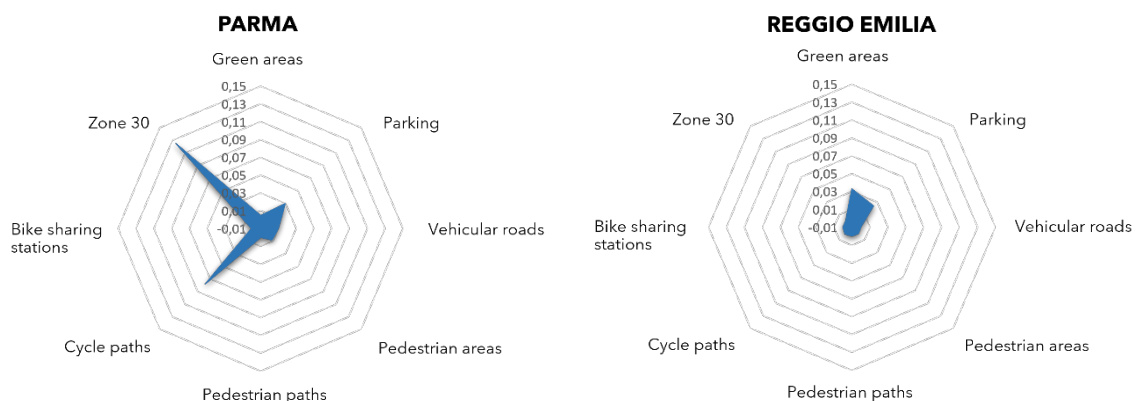 PARMA
Green areas
0,15
0,13
0,11
0,09
0,07
0,05
0,03
0,01
-0,01
Zone 30
Parking
Bike sharing
stations
Vehicular roads
Cycle paths
Pedestrian areas
Pedestrian paths
REGGIO EMILIA
Green areas
0,15
0,13
0,11
0,09
0,07
0,05
0,03
0,01
-0,01
Zone 30
Parking
Bike sharing
stations
Vehicular roads
Cycle paths
Pedestrian areas
Pedestrian paths